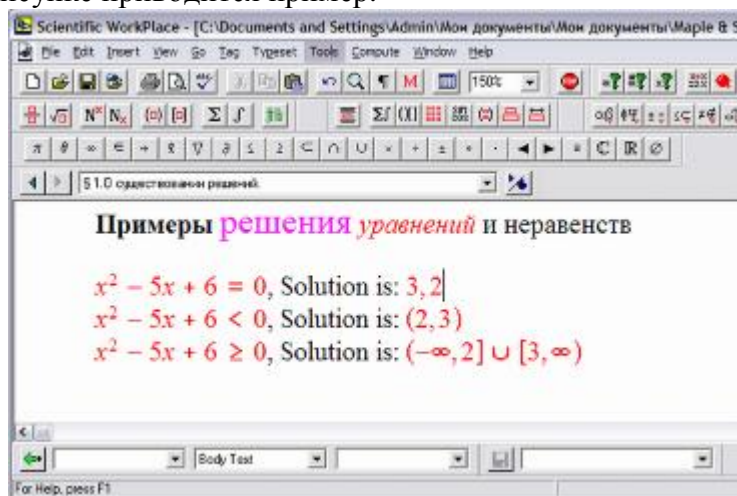 Scientific WorkPlace - [C:\Documents and Settings\Admin\Мои документы\Мои документы\Maple & S
File Edit Insert View Go Tag Typeset Tools Compute Window Help
150%
§ 1.О существовании решений.
Примеры решения уравнений и неравенств
x² − 5x + 6 = 0, Solution is: 3, 2
x² − 5x + 6 < 0, Solution is: (2, 3)
x² − 5x + 6 ≥ 0, Solution is: (−∞, 2] ∪ [3, ∞)
Body Text
For Help, press F1